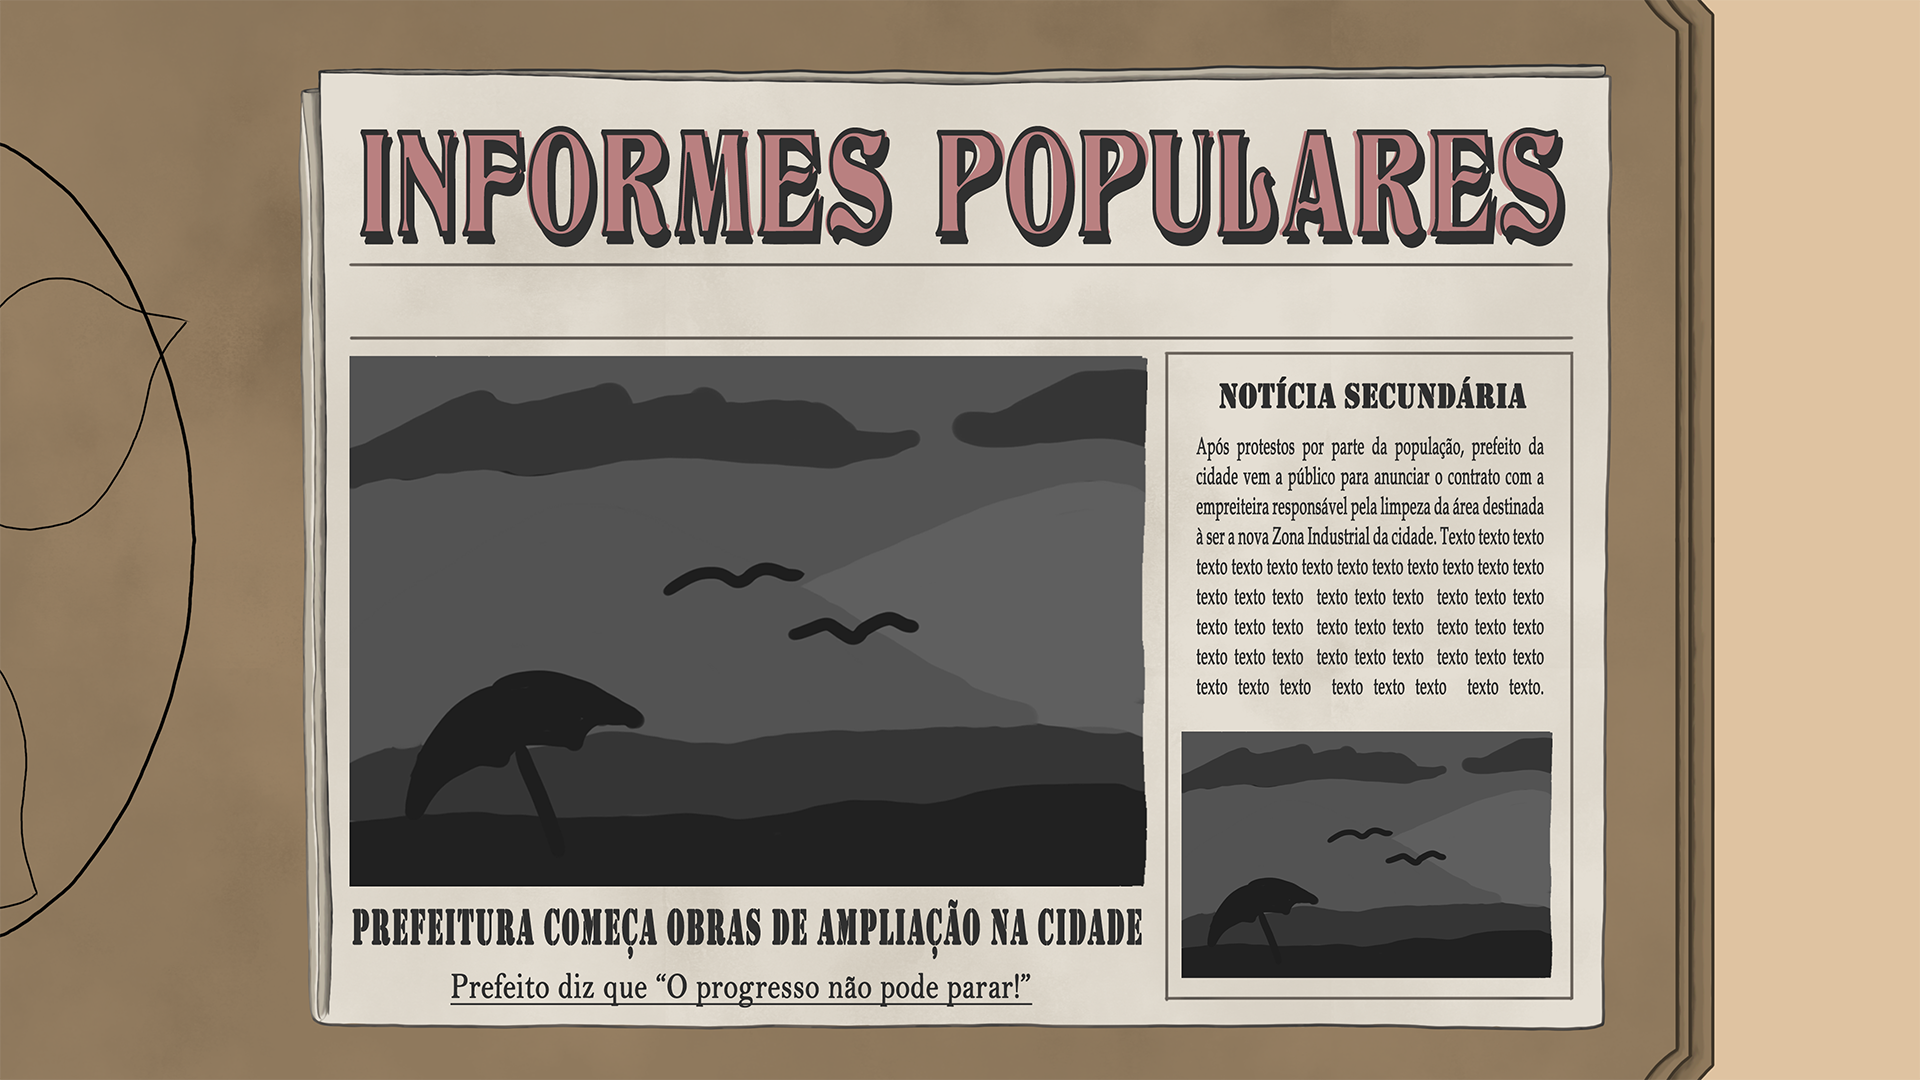 INFORMES POPULARES
PREFEITURA COMEÇA OBRAS DE AMPLIAÇÃO NA CIDADE
Prefeito diz que “O progresso não pode parar!”
NOTÍCIA SECUNDÁRIA
Após protestos por parte da população, prefeito da
cidade vem a público para anunciar o contrato com a
empreiteira responsável pela limpeza da área destinada
à ser a nova Zona Industrial da cidade. Texto texto texto
texto texto texto texto texto texto texto texto texto texto
texto texto texto texto texto texto texto texto texto
texto texto texto texto texto texto texto texto texto
texto texto texto texto texto texto texto texto texto
texto texto texto texto texto texto texto texto.